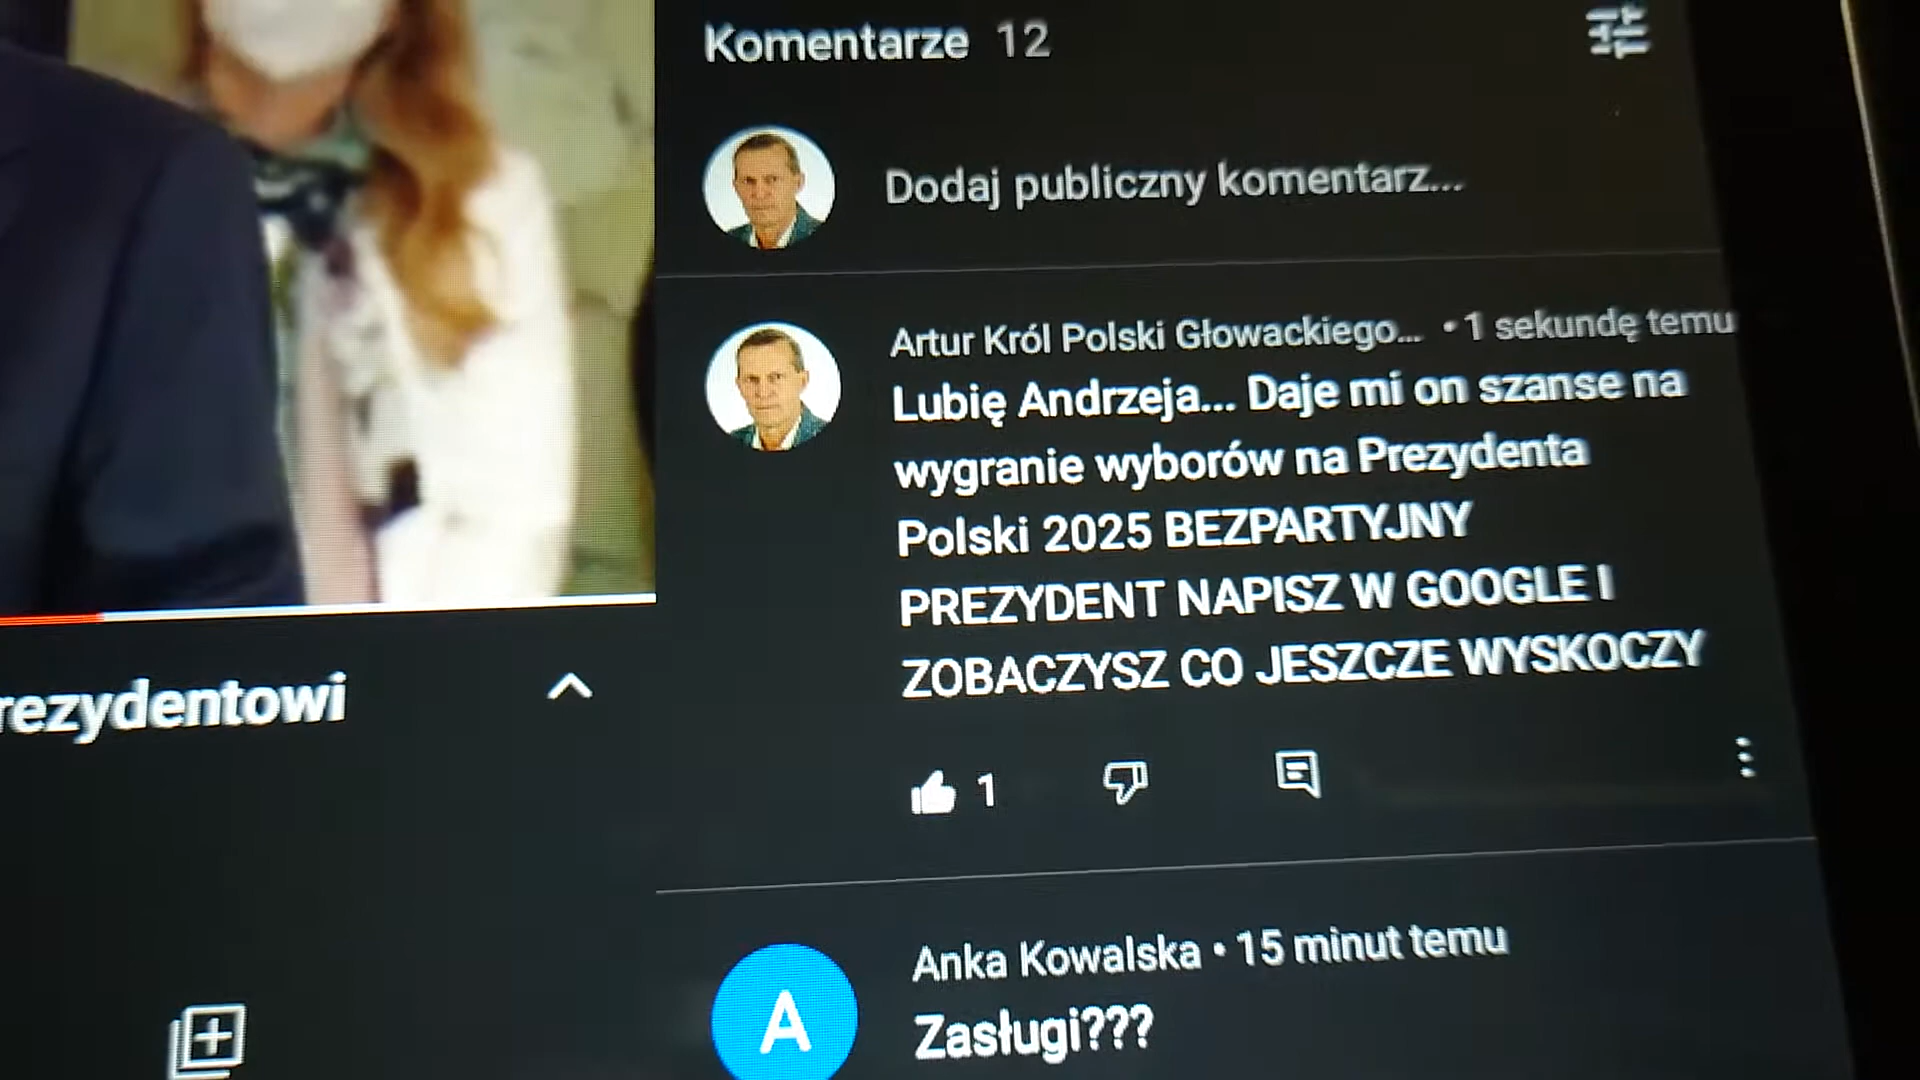 Komentarze 12
Dodaj publiczny komentarz...
Artur Król Polski Głowackiego... • 1 sekundę temu
Lubię Andrzeja... Daje mi on szanse na
wygranie wyborów na Prezydenta
Polski 2025 BEZPARTYJNY
PREZYDENT NAPISZ W GOOGLE I
ZOBACZYSZ CO JESZCZE WYSKOCZY
1
rezydentowi
A
Anka Kowalska • 15 minut temu
Zasługi???